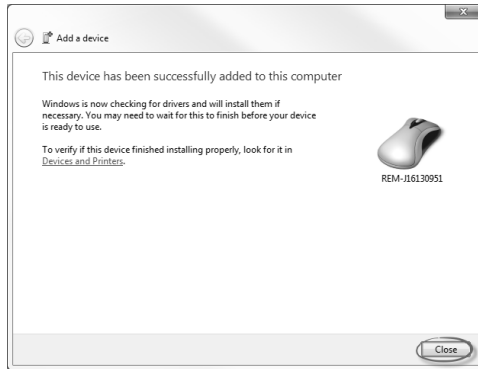 Add a device
This device has been successfully added to this computer
Windows is now checking for drivers and will install them if
necessary. You may need to wait for this to finish before your device
is ready to use.
To verify if this device finished installing properly, look for it in
Devices and Printers.
REM-J16130951
Close